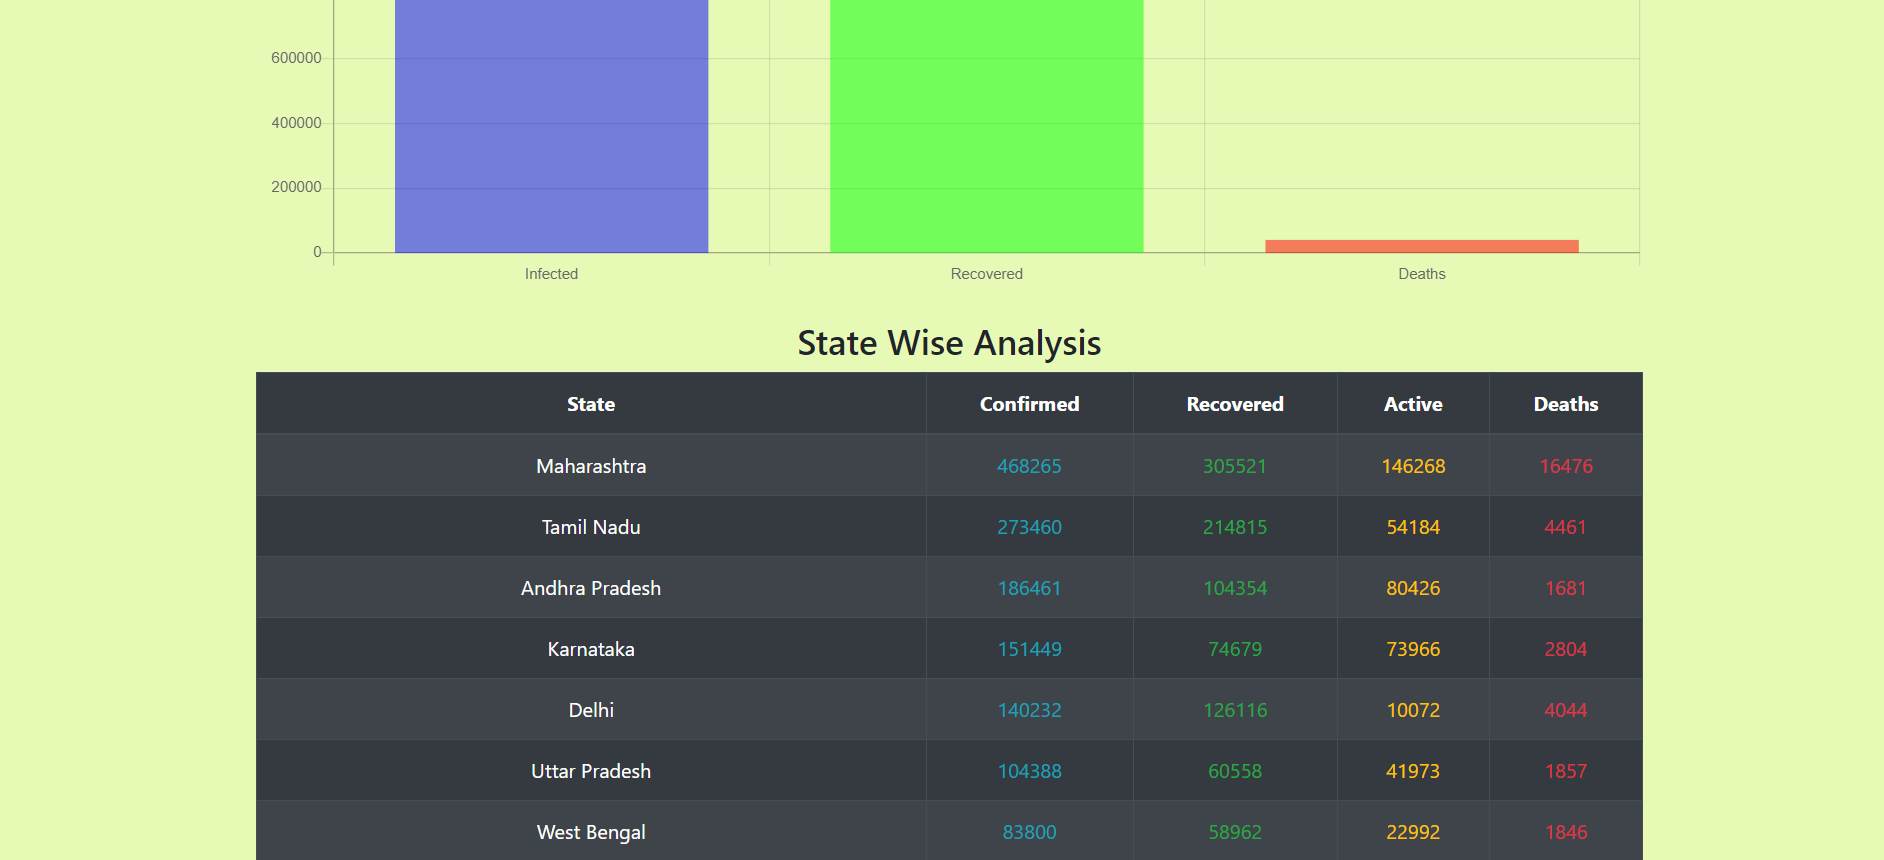 600000
400000
200000
0
Infected Recovered Deaths
State Wise Analysis
State Confirmed Recovered Active Deaths
Maharashtra 468265 305521 146268 16476
Tamil Nadu 273460 214815 54184 4461
Andhra Pradesh 186461 104354 80426 1681
Karnataka 151449 74679 73966 2804
Delhi 140232 126116 10072 4044
Uttar Pradesh 104388 60558 41973 1857
West Bengal 83800 58962 22992 1846